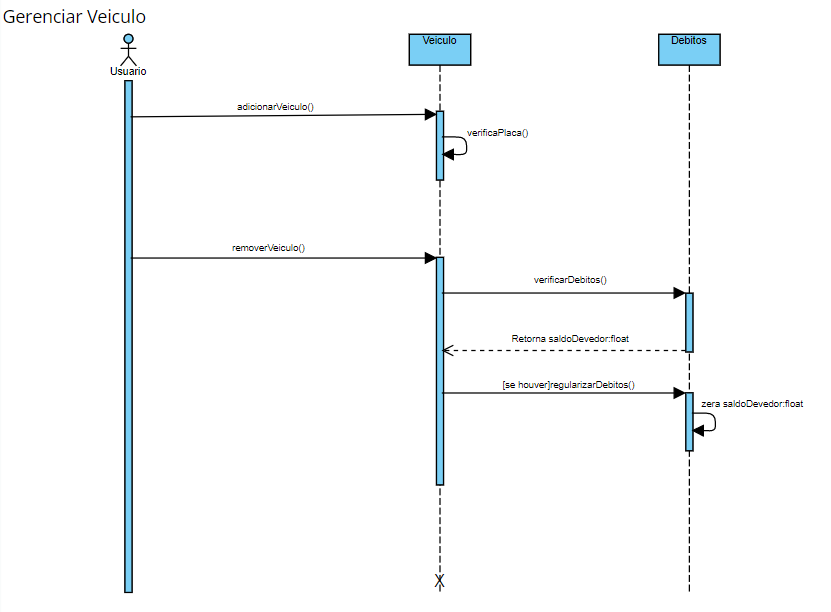 Gerenciar Veiculo
Usuario
Veiculo
Debitos
adicionarVeiculo()
verificaPlaca()
removerVeiculo()
verificarDebitos()
Retorna saldoDevedor:float
[se houver]regularizarDebitos()
zera saldoDevedor:float
X